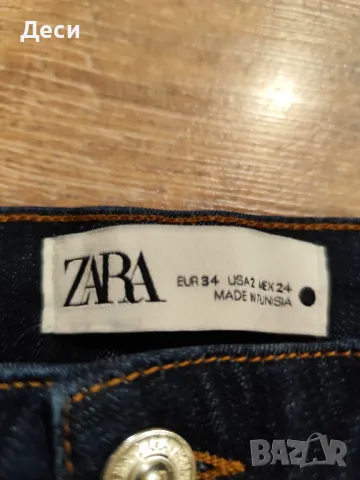 Деси
ZARA
EUR 34 USA 2 MEX 24
MADE IN TUNISIA
BAZAR